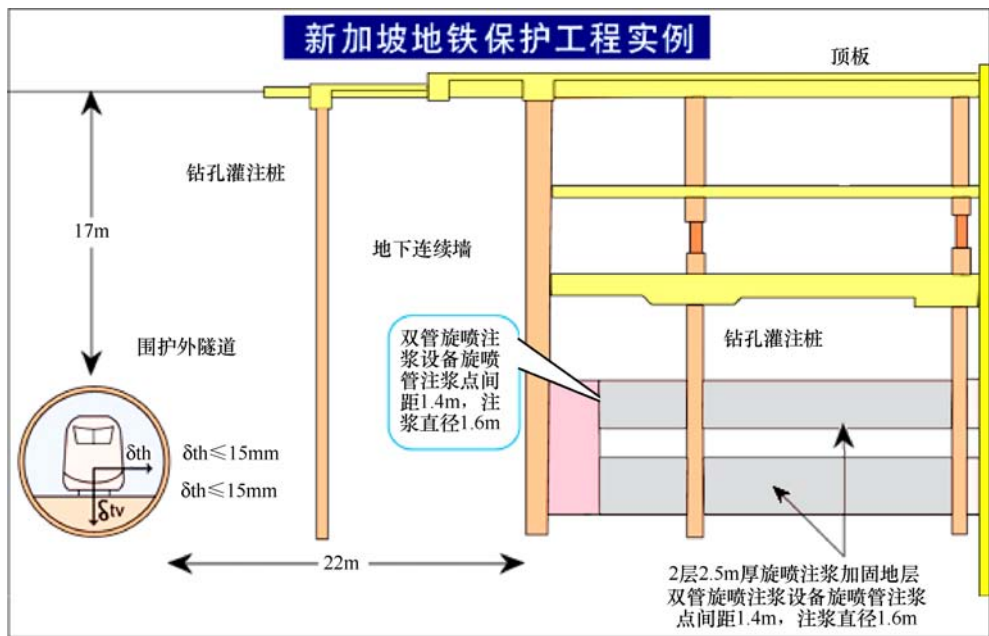 新加坡地铁保护工程实例
顶板
钻孔灌注桩
17m
地下连续墙
围护外隧道
双管旋喷注
浆设备旋喷
管注浆点间
距1.4m，注
浆直径1.6m
钻孔灌注桩
δth
δth≤15mm
δth≤15mm
δtv
22m
2层2.5m厚旋喷注浆加固地层
双管旋喷注浆设备旋喷管注浆
点间距1.4m，注浆直径1.6m